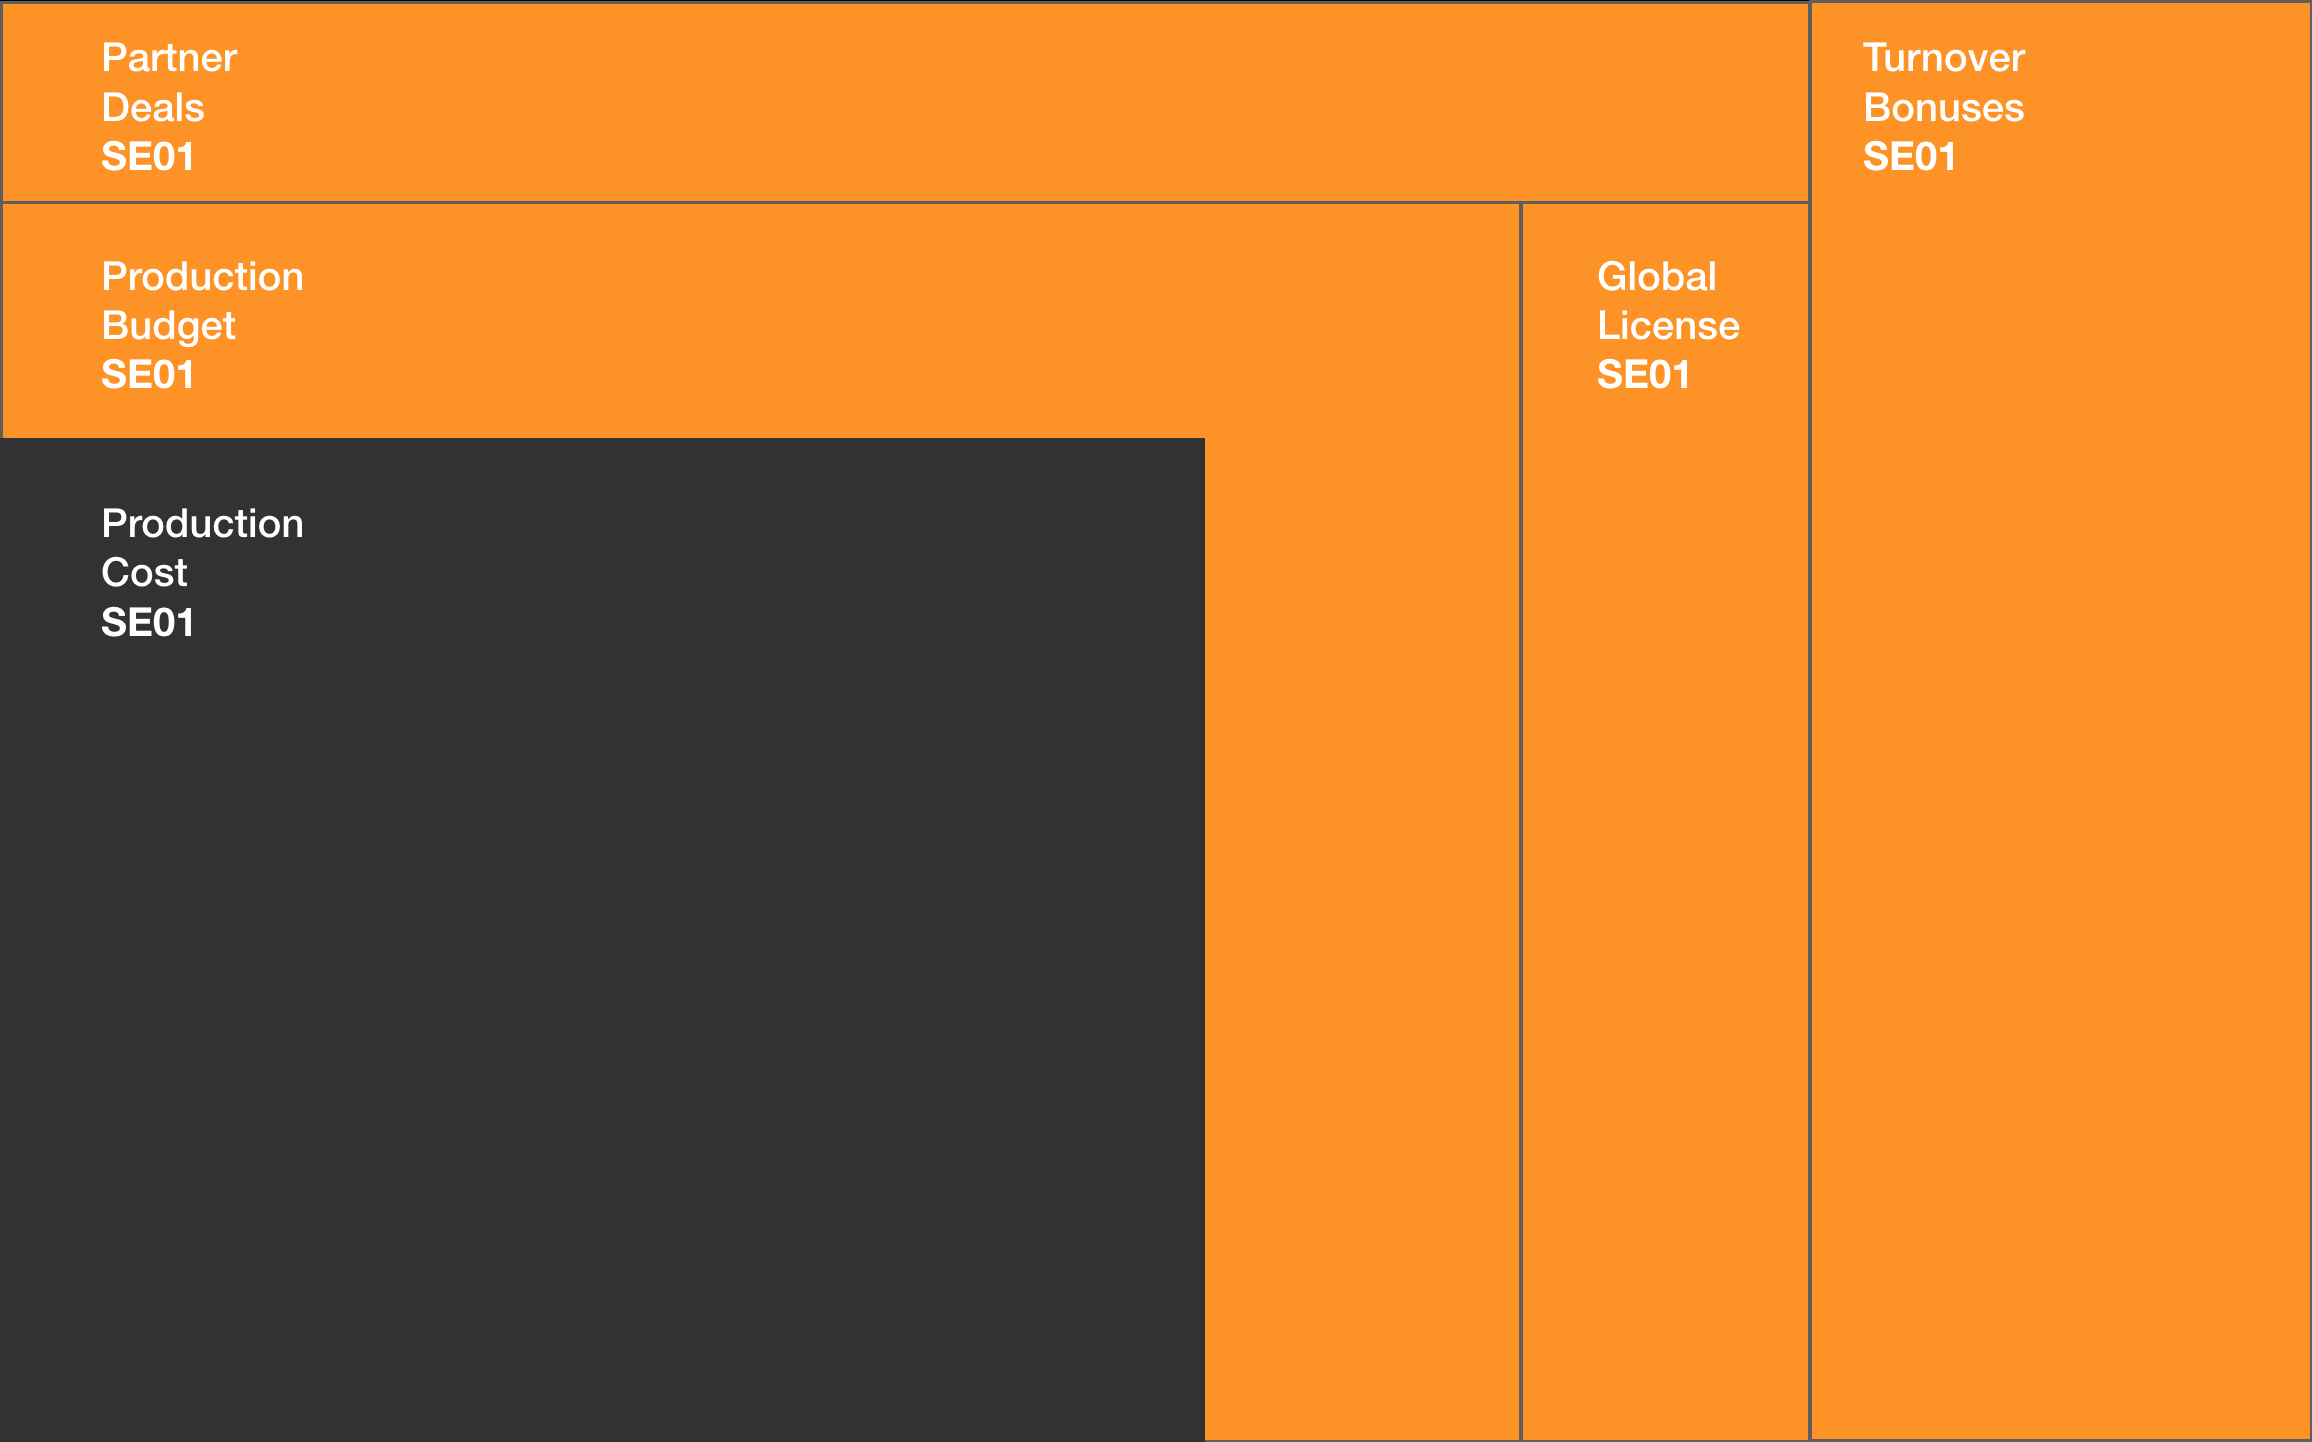 Partner
Deals
SE01
Turnover
Bonuses
SE01
Production
Budget
SE01
Global
License
SE01
Production
Cost
SE01